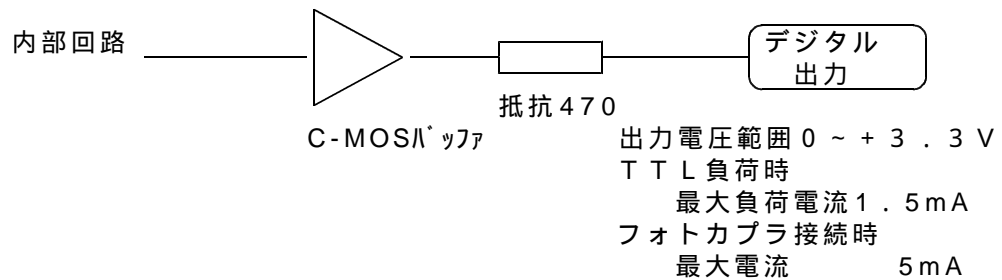 内部回路
デジタル
出力
抵抗470
C-MOSバッファ
出力電圧範囲0~+3.3V
TTL負荷時
最大負荷電流1.5mA
フォトカプラ接続時
最大電流 5mA